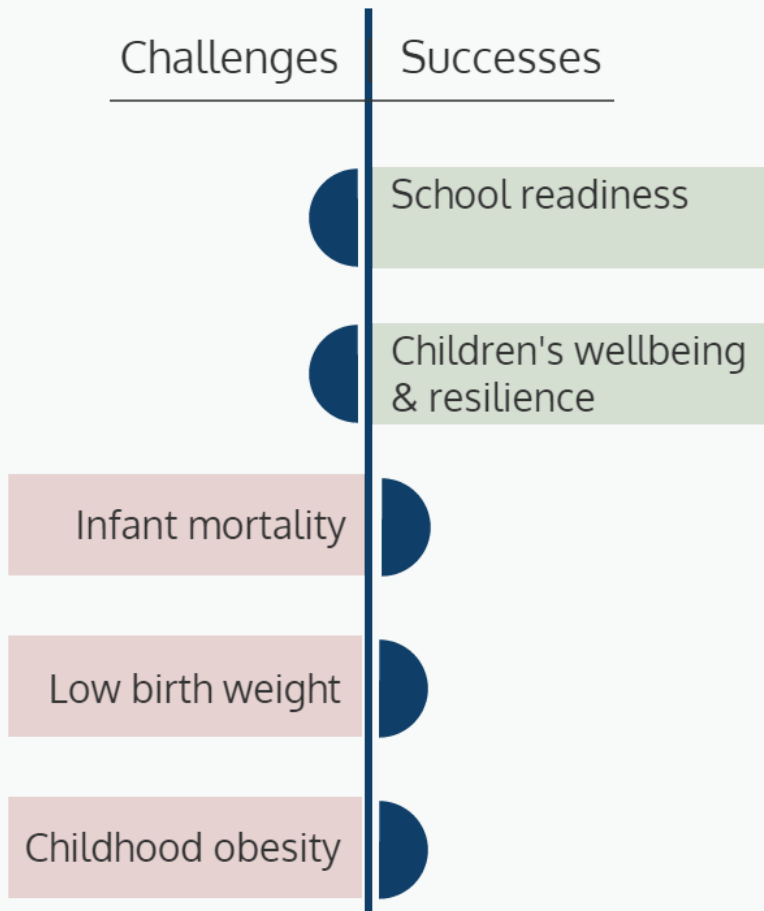 Challenges
Successes
School readiness
Children's wellbeing
& resilience
Infant mortality
Low birth weight
Childhood obesity